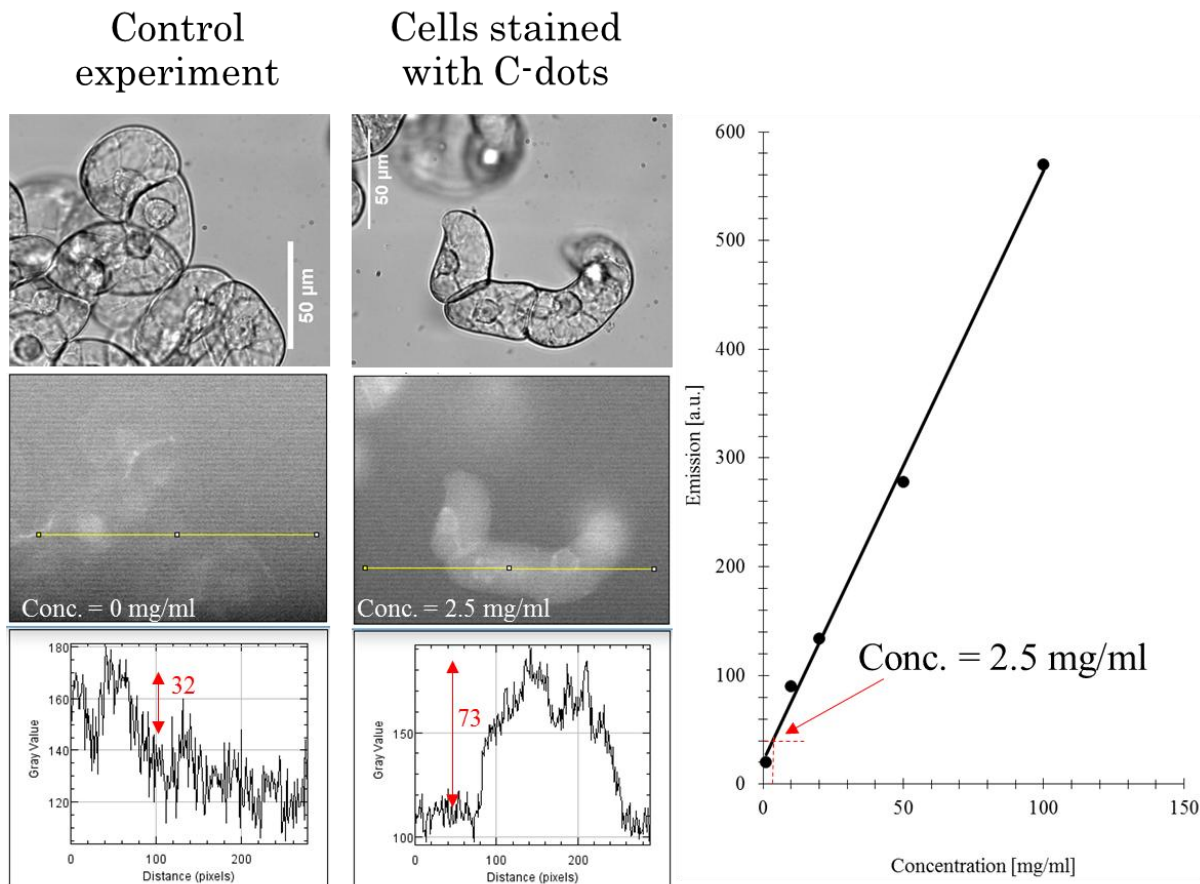 Control
experiment
Cells stained
with C-dots
50 µm
50 µm
Conc. = 0 mg/ml
Conc. = 2.5 mg/ml
180
160
140
120
Gray Value
32
0
100
200
Distance (pixels)
150
100
Gray Value
73
0
100
200
Distance (pixels)
600
500
400
300
200
100
0
Emission [a.u.]
Conc. = 2.5 mg/ml
0
50
100
150
Concentration [mg/ml]